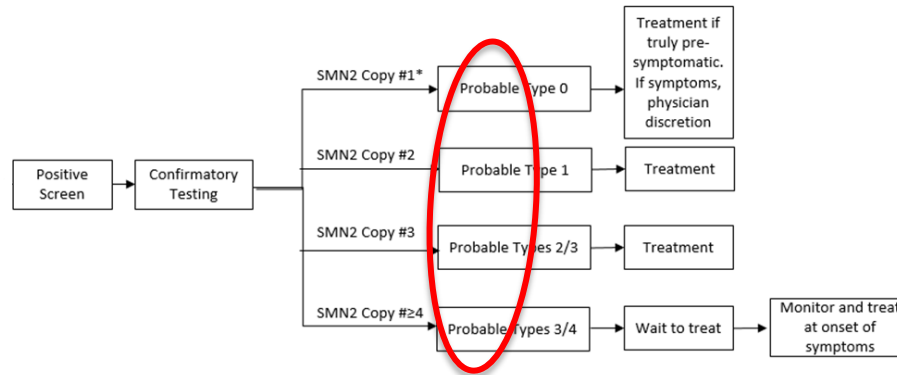 Treatment if
truly pre-
symptomatic.
If symptoms,
physician
discretion
SMN2 Copy #1*
Probable Type 0
SMN2 Copy #2
Probable Type 1
Treatment
Positive
Screen
Confirmatory
Testing
SMN2 Copy #3
Probable Types 2/3
Treatment
SMN2 Copy #≥4
Probable Types 3/4
Wait to treat
Monitor and treat
at onset of
symptoms